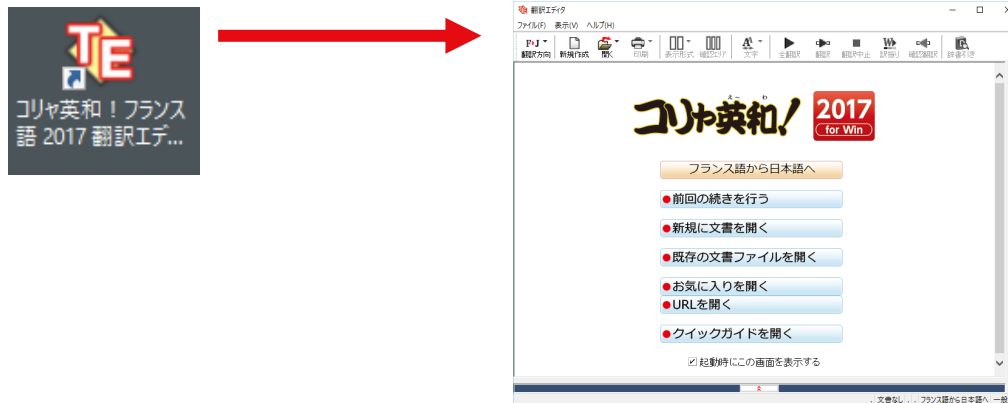 TE
コリャ英和！フランス
語 2017 翻訳エデ...
翻訳エディタ
ファイル(F) 表示(V) ヘルプ(H)
F▸J
翻訳方向 新規作成 開く 印刷 表示形式 確認エリア 文字 全翻訳 翻訳 翻訳中止 訳振り 確認翻訳 辞書引き
えー わ
コリャ英和！
2017
for Win
フランス語から日本語へ
●前回の続きを行う
●新規に文書を開く
●既存の文書ファイルを開く
●お気に入りを開く
●URLを開く
●クイックガイドを開く
起動時にこの画面を表示する
文書なし フランス語から日本語へ 一般